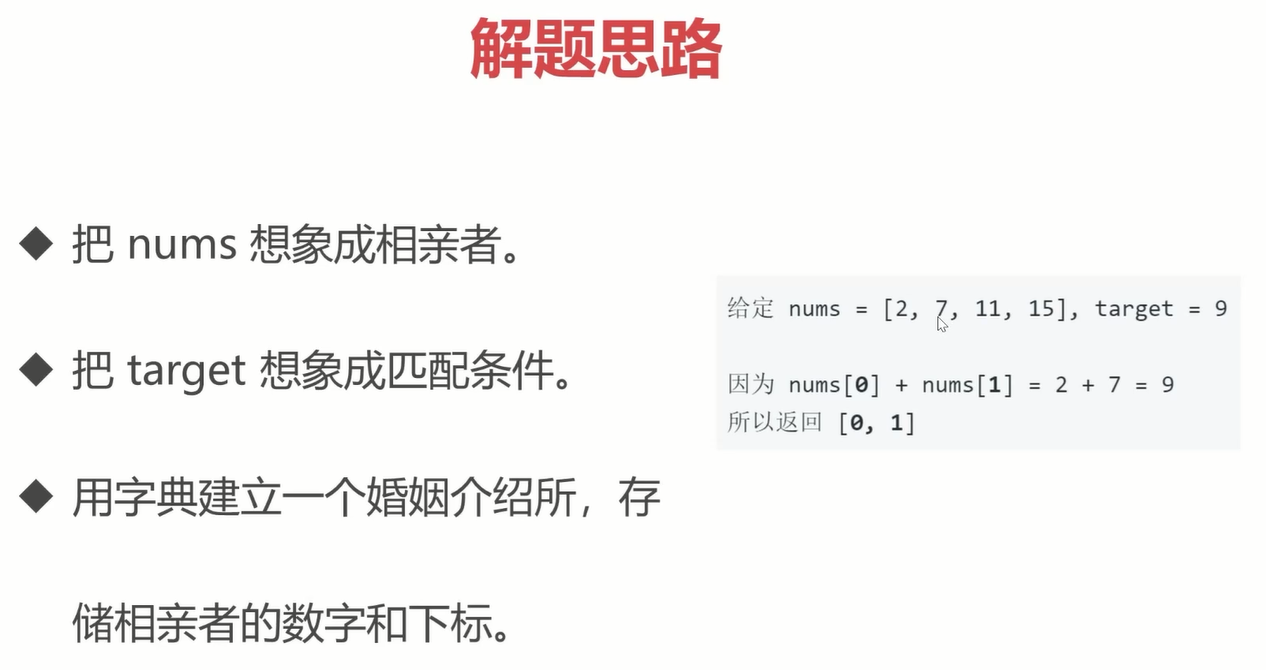 解题思路
◆ 把 nums 想象成相亲者。
◆ 把 target 想象成匹配条件。
◆ 用字典建立一个婚姻介绍所，存
储相亲者的数字和下标。
给定 nums = [2, 7, 11, 15], target = 9
因为 nums[0] + nums[1] = 2 + 7 = 9
所以返回 [0, 1]